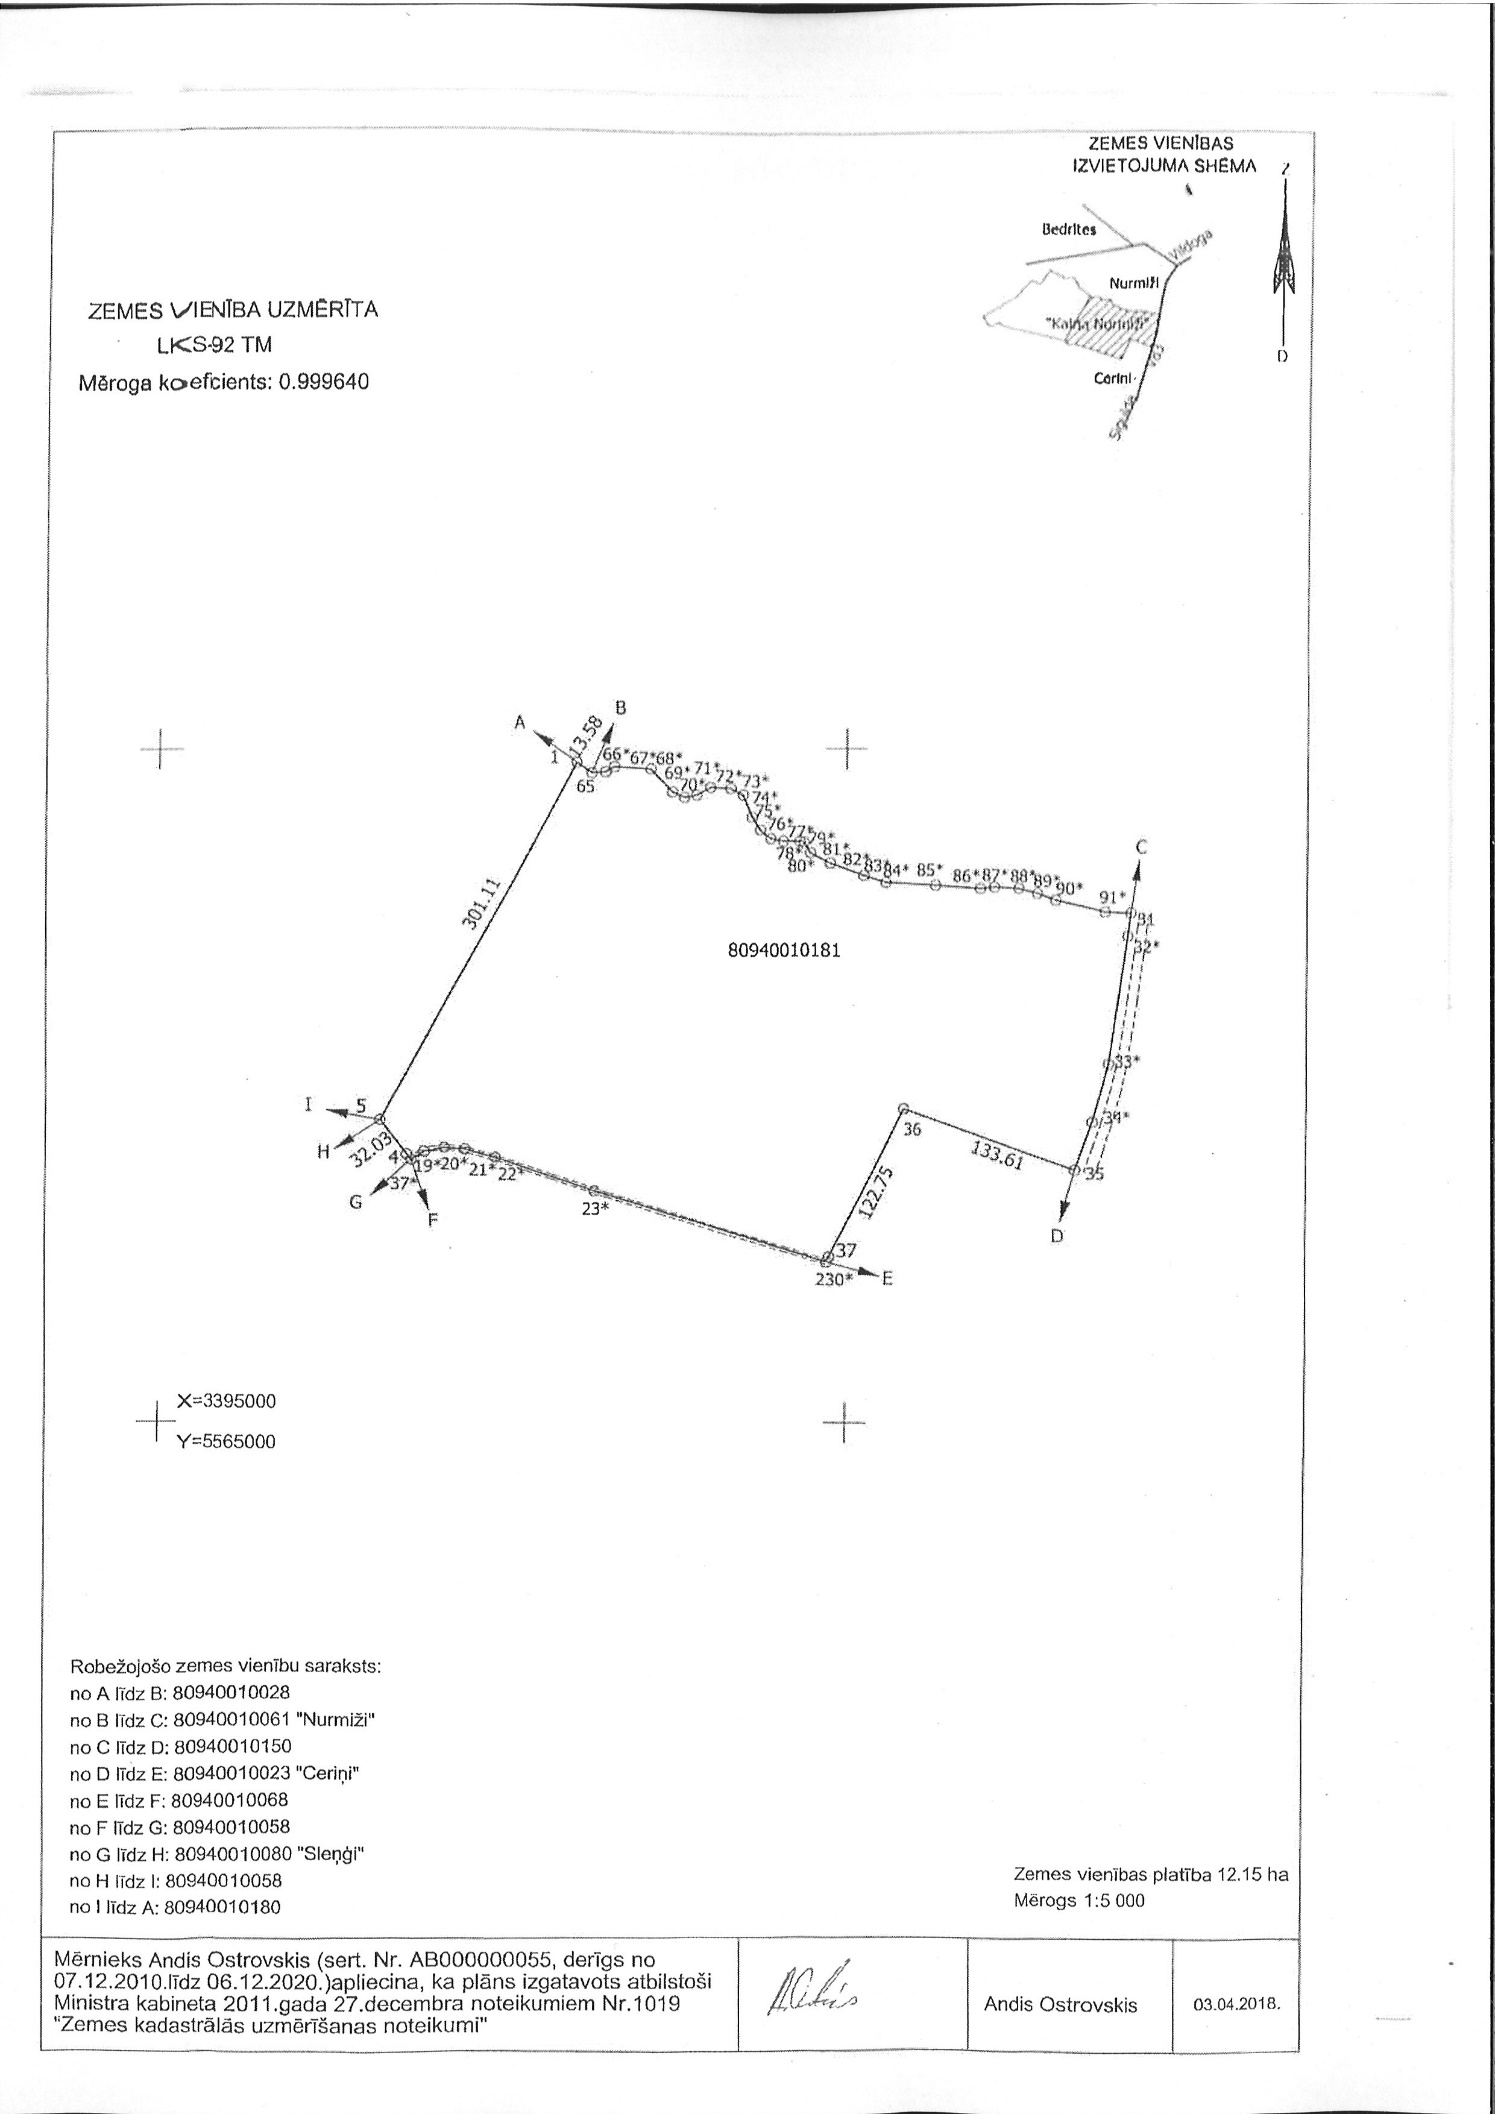 ZEMES VIENĪBAS
IZVIETOJUMA SHĒMA
Z
Bedrītes
Vildoga
Nurmiži
"Kalna Nurmiži"
Ceriņi
Sigulda
D
ZEMES VIENĪBA UZMĒRĪTA
LKS-92 TM
Mēroga koeficients: 0.999640
A
B
13.58
1
65
66* 67* 68*
69* 71*
70* 72* 73*
74*
75*
76* 77* 79*
78* 81*
80* 82* 83* 84* 85*
86* 87* 88* 89* 90*
91*
C
31
32*
301.11
80940010181
33*
34*
I
5
H
32.03
4
19* 20* 21* 22*
37*
G
F
23*
36
133.61
35
D
122.75
37
230*
E
X=3395000
Y=5565000
Robežojošo zemes vienību saraksts:
no A līdz B: 80940010028
no B līdz C: 80940010061 "Nurmiži"
no C līdz D: 80940010150
no D līdz E: 80940010023 "Ceriņi"
no E līdz F: 80940010068
no F līdz G: 80940010058
no G līdz H: 80940010080 "Sleņģi"
no H līdz I: 80940010058
no I līdz A: 80940010180
Zemes vienības platība 12.15 ha
Mērogs 1:5 000
Mērnieks Andis Ostrovskis (sert. Nr. AB000000055, derīgs no
07.12.2010.līdz 06.12.2020.)apliecina, ka plāns izgatavots atbilstoši
Ministra kabineta 2011.gada 27.decembra noteikumiem Nr.1019
"Zemes kadastrālās uzmērīšanas noteikumi"
Andis Ostrovskis
03.04.2018.